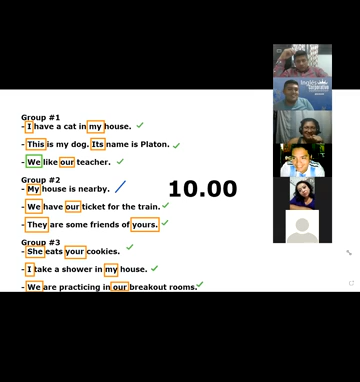 Group #1
- I have a cat in my house.
- This is my dog. Its name is Platon.
- We like our teacher.
Group #2
- My house is nearby.
- We have our ticket for the train.
- They are some friends of yours.
10.00
Group #3
- She eats your cookies.
- I take a shower in my house.
- We are practicing in our breakout rooms.
Inglés
corporativo